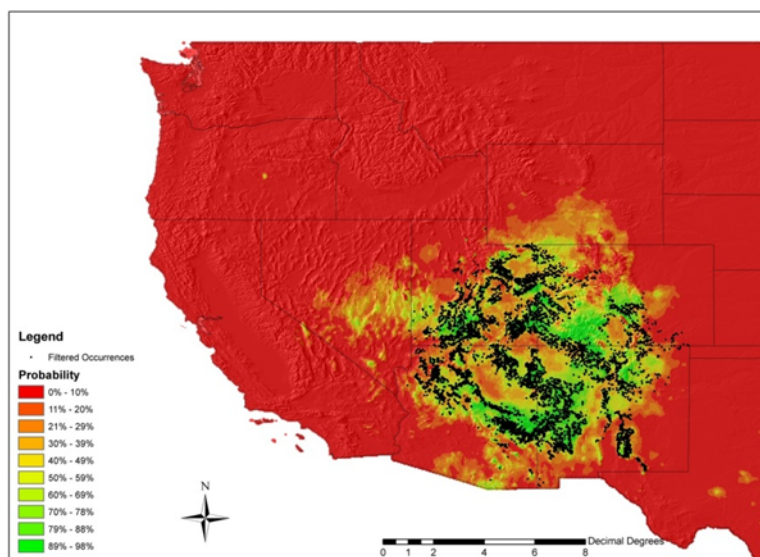 Legend
Filtered Occurrences
Probability
0% - 10%
11% - 20%
21% - 29%
30% - 39%
40% - 49%
50% - 59%
60% - 69%
70% - 78%
79% - 88%
89% - 98%
N
Decimal Degrees
0 1 2 4 6 8